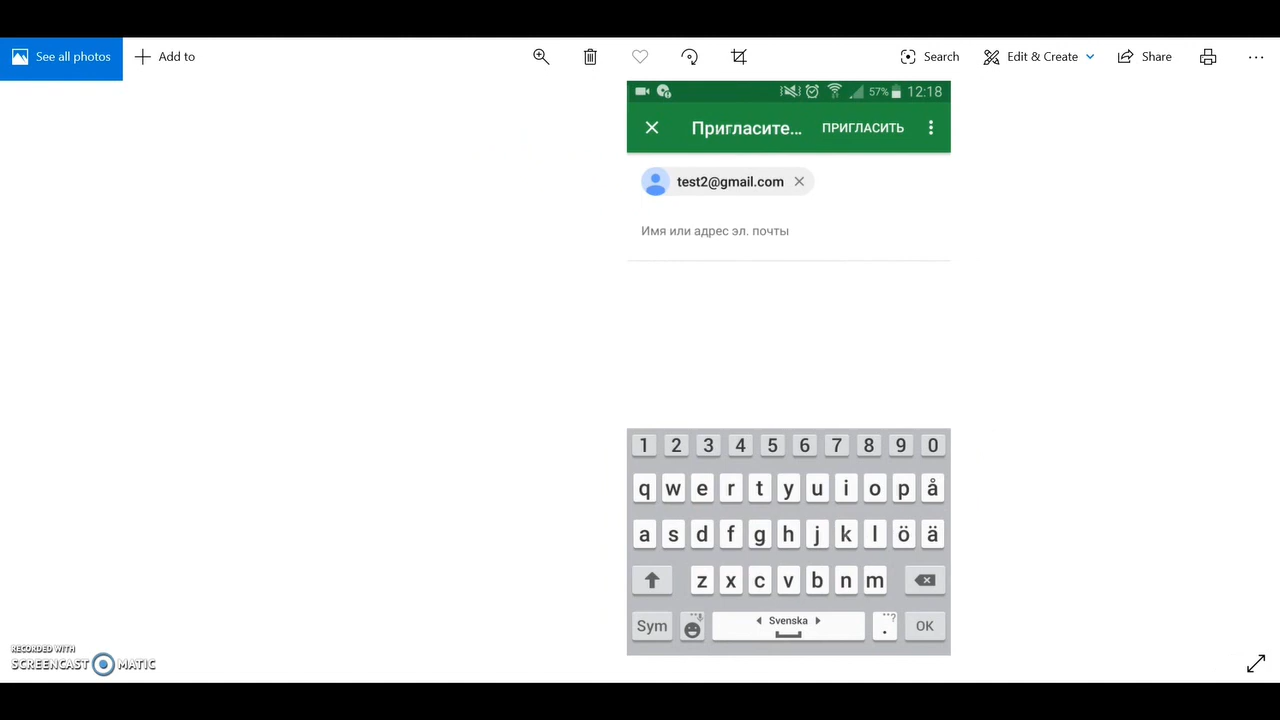 See all photos
Add to
Search
Edit & Create
Share
57% 12:18
Пригласите... ПРИГЛАСИТЬ
test2@gmail.com
Имя или адрес эл. почты
1 2 3 4 5 6 7 8 9 0
q w e r t y u i o p å
a s d f g h j k l ö ä
z x c v b n m
Sym Svenska . ? OK
RECORDED WITH
SCREENCAST MATIC